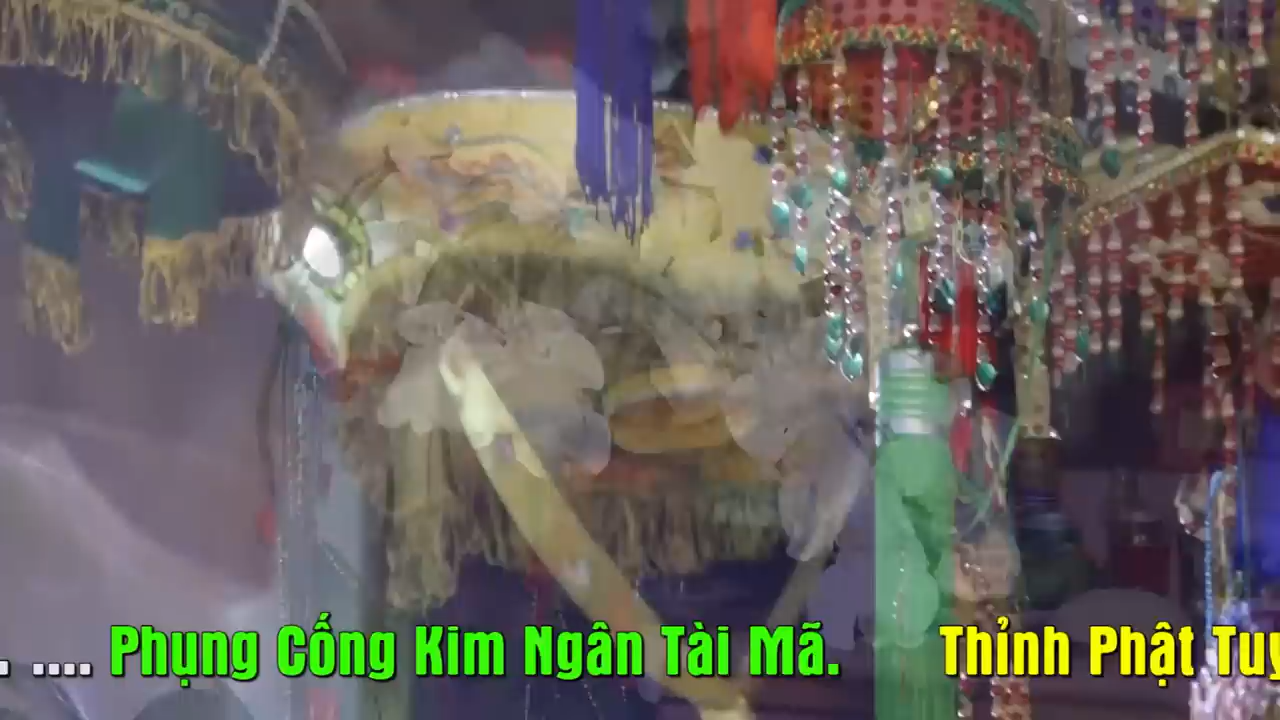 . .... Phụng Cống Kim Ngân Tài Mã. Thỉnh Phật